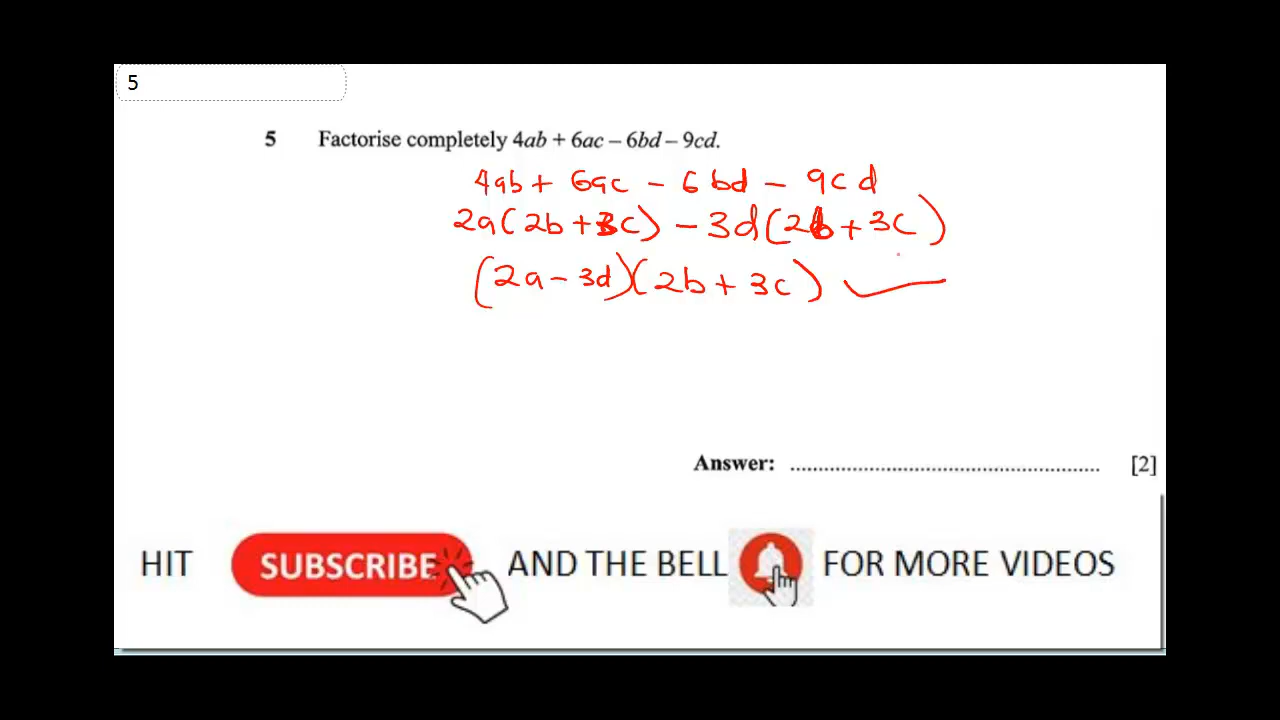 5
5 Factorise completely 4ab + 6ac – 6bd – 9cd.
4ab + 6ac – 6bd – 9cd
2a(2b + 3c) – 3d(2b + 3c)
(2a – 3d)(2b + 3c)
Answer: .......................................................... [2]
HIT SUBSCRIBE AND THE BELL FOR MORE VIDEOS